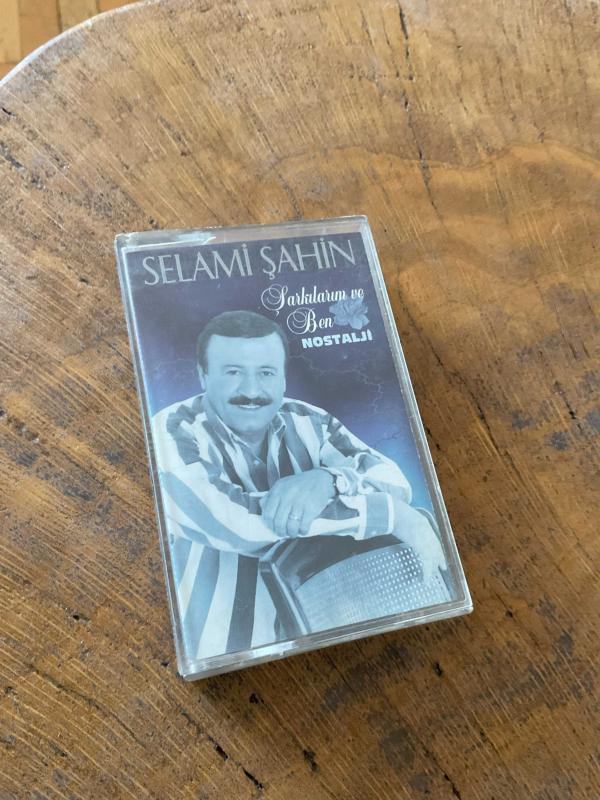 SELAMİ ŞAHİN
Şarkılarım ve
Ben
NOSTALJİ